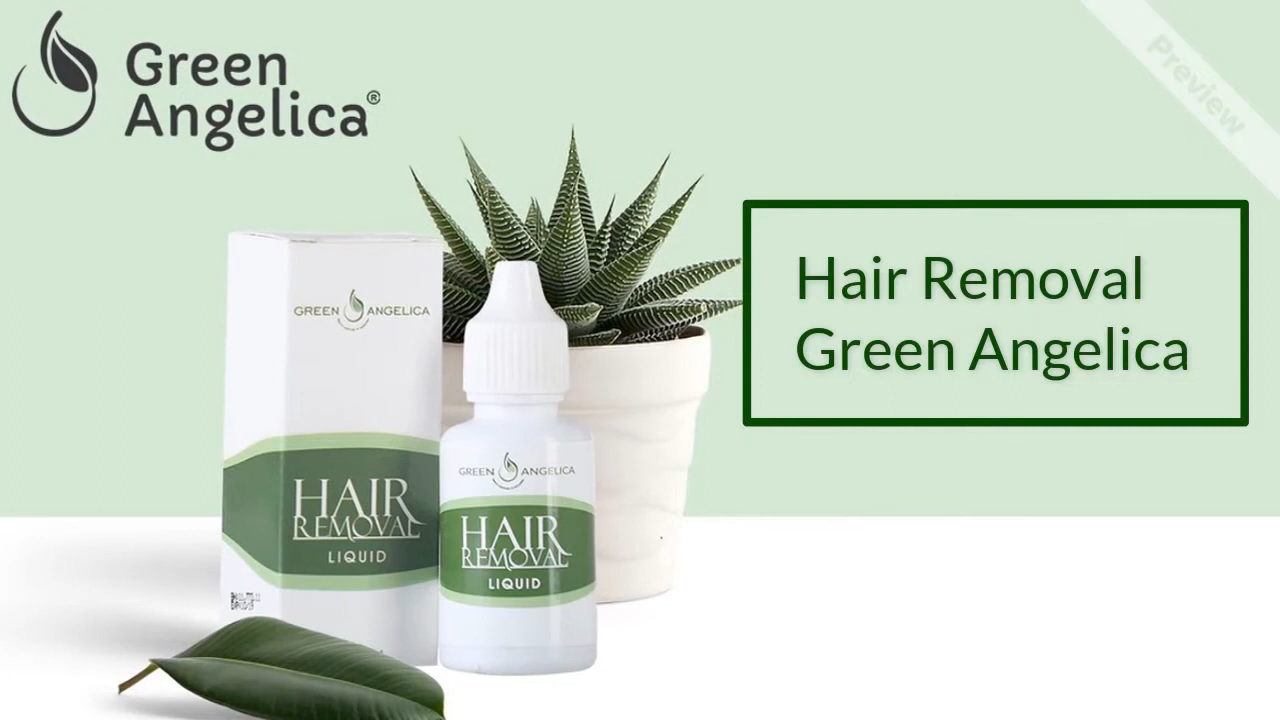 Green
Angelica®
Preview
Hair Removal
Green Angelica
GREEN ANGELICA
HAIR
REMOVAL
LIQUID
GREEN ANGELICA
HAIR
REMOVAL
LIQUID